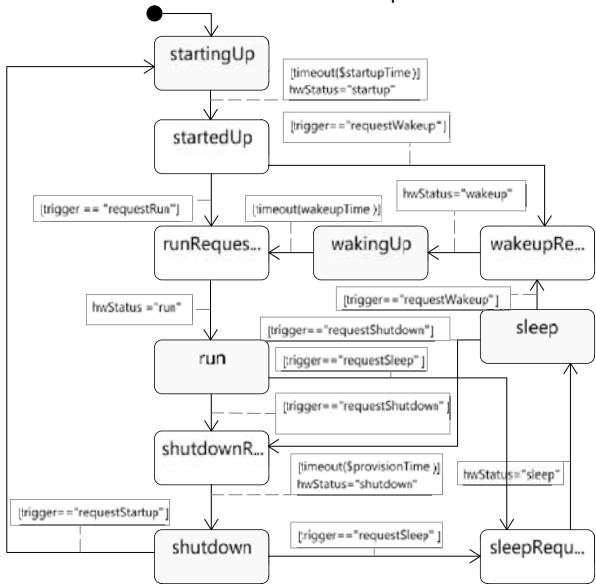 startingUp
[timeout($startupTime )]
hwStatus="startup"
startedUp
[trigger=="requestWakeup"]
[trigger == "requestRun"]
[timeout(wakeupTime )]
hwStatus="wakeup"
runReques...
wakingUp
wakeupRe...
[trigger=="requestWakeup"]
hwStatus ="run"
[trigger=="requestShutdown"]
sleep
run
[trigger=="requestSleep"]
[trigger=="requestShutdown"]
shutdownR...
[timeout($provisionTime )]
hwStatus="shutdown"
hwStatus="sleep"
[trigger=="requestStartup"]
[trigger=="requestSleep"]
shutdown
sleepRequ...